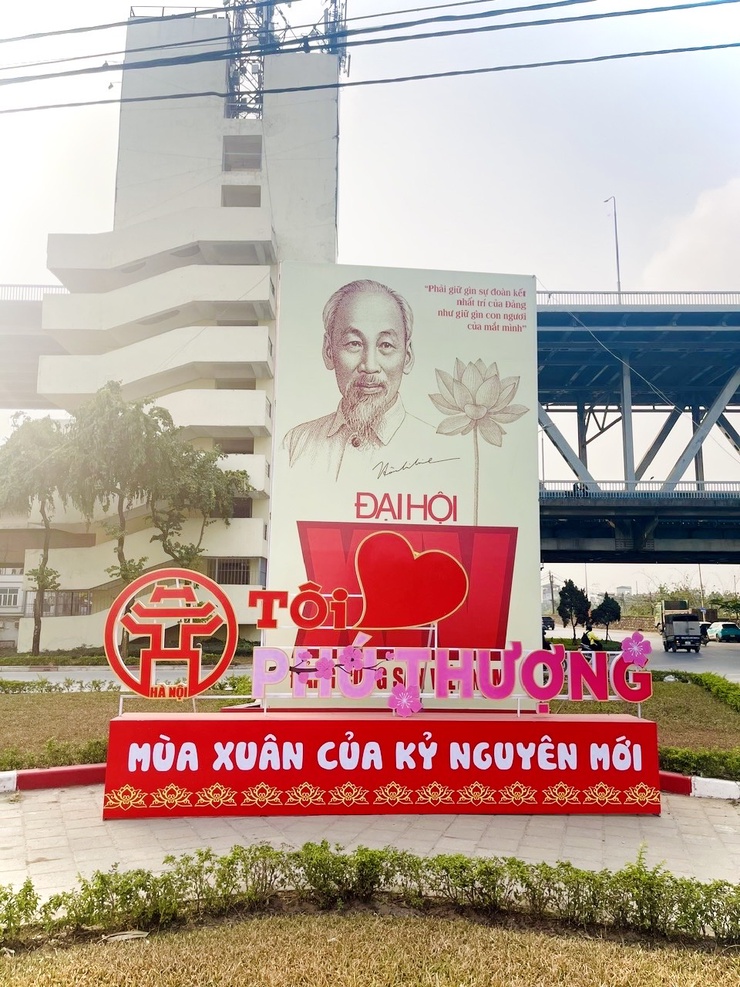 "Phải giữ gìn sự đoàn kết
nhất trí của Đảng
như giữ gìn con ngươi
của mắt mình"
ĐẠI HỘI
Tôi
HÀ NỘI
PHÚ THƯỢNG
MÙA XUÂN CỦA KỶ NGUYÊN MỚI